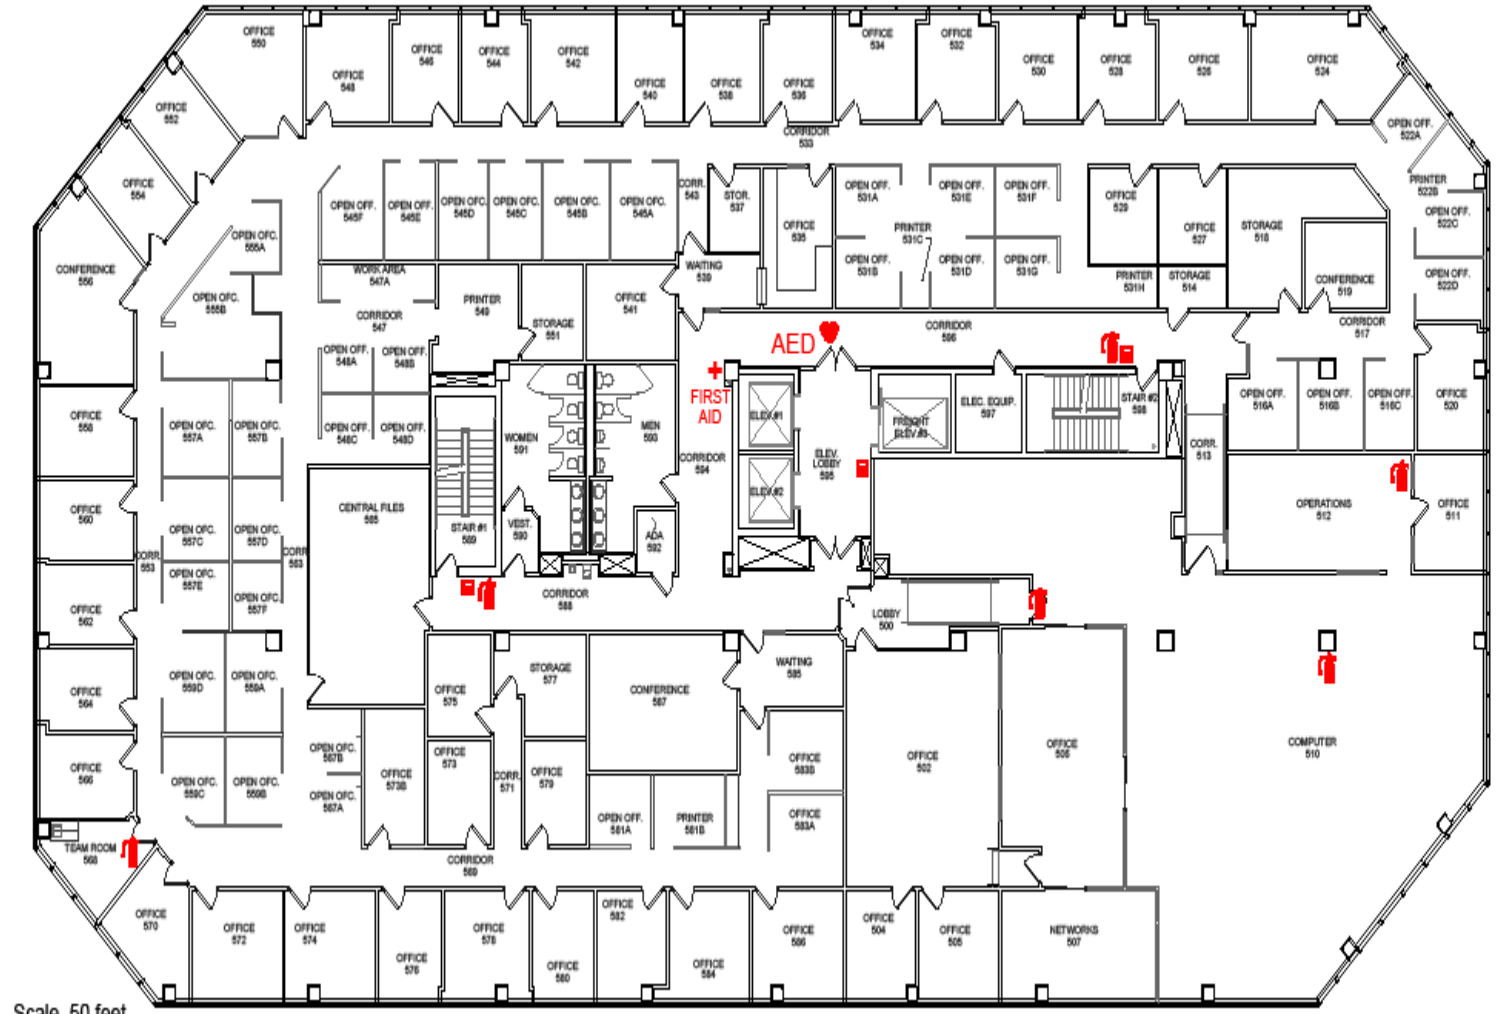 OFFICE
550
OFFICE
548
OFFICE
546
OFFICE
544
OFFICE
542
OFFICE
540
OFFICE
538
OFFICE
536
OFFICE
534
OFFICE
532
OFFICE
530
OFFICE
528
OFFICE
526
OFFICE
524
OPEN OFF.
522A
PRINTER
522B
OPEN OFF.
522C
OPEN OFF.
522D
OFFICE
552
OFFICE
554
CONFERENCE
556
CORRIDOR
533
OPEN OFF.
545F
OPEN OFF.
545E
OPEN OFC.
545D
OPEN OFC.
545C
OPEN OFC.
545B
OPEN OFC.
545A
CORR.
543
STOR.
537
OFFICE
535
OPEN OFF.
531A
OPEN OFF.
531E
OPEN OFF.
531F
PRINTER
531C
OPEN OFF.
531B
OPEN OFF.
531D
OPEN OFF.
531G
OFFICE
529
OFFICE
527
PRINTER
531H
STORAGE
514
STORAGE
518
CONFERENCE
519
CORRIDOR
517
OPEN OFC.
555A
OPEN OFC.
555B
WORK AREA
547A
CORRIDOR
547
PRINTER
549
STORAGE
551
OFFICE
541
WAITING
539
CORRIDOR
596
AED
FIRST
AID
OPEN OFF.
548A
OPEN OFF.
548B
OPEN OFF.
548C
OPEN OFF.
548D
OFFICE
558
OPEN OFC.
557A
OPEN OFC.
557B
WOMEN
591
MEN
593
CORRIDOR
594
ELEV.#1
ELEV.#2
ELEV.
LOBBY
595
FREIGHT
ELEV.#3
ELEC. EQUIP.
597
STAIR #2
598
CORR.
513
OPEN OFF.
516A
OPEN OFF.
516B
OPEN OFF.
516C
OFFICE
520
OFFICE
560
OPEN OFC.
557C
OPEN OFC.
557D
CENTRAL FILES
565
STAIR #1
589
VEST.
590
ADA
592
OPERATIONS
512
OFFICE
511
CORR.
553
CORR.
563
OPEN OFC.
557E
OPEN OFC.
557F
OFFICE
562
CORRIDOR
588
LOBBY
500
OFFICE
564
OPEN OFC.
559D
OPEN OFC.
559A
OFFICE
575
STORAGE
577
CONFERENCE
587
WAITING
585
OFFICE
566
OPEN OFC.
559C
OPEN OFC.
559B
OPEN OFC.
567B
OPEN OFC.
567A
OFFICE
573B
OFFICE
573
CORR.
571
OFFICE
579
OPEN OFF.
581A
PRINTER
581B
OFFICE
583B
OFFICE
583A
OFFICE
502
OFFICE
COMPUTER
510
TEAM ROOM
568
CORRIDOR
569
OFFICE
570
OFFICE
572
OFFICE
574
OFFICE
576
OFFICE
578
OFFICE
580
OFFICE
582
OFFICE
584
OFFICE
586
OFFICE
504
OFFICE
NETWORKS
507
Scale 50 feet